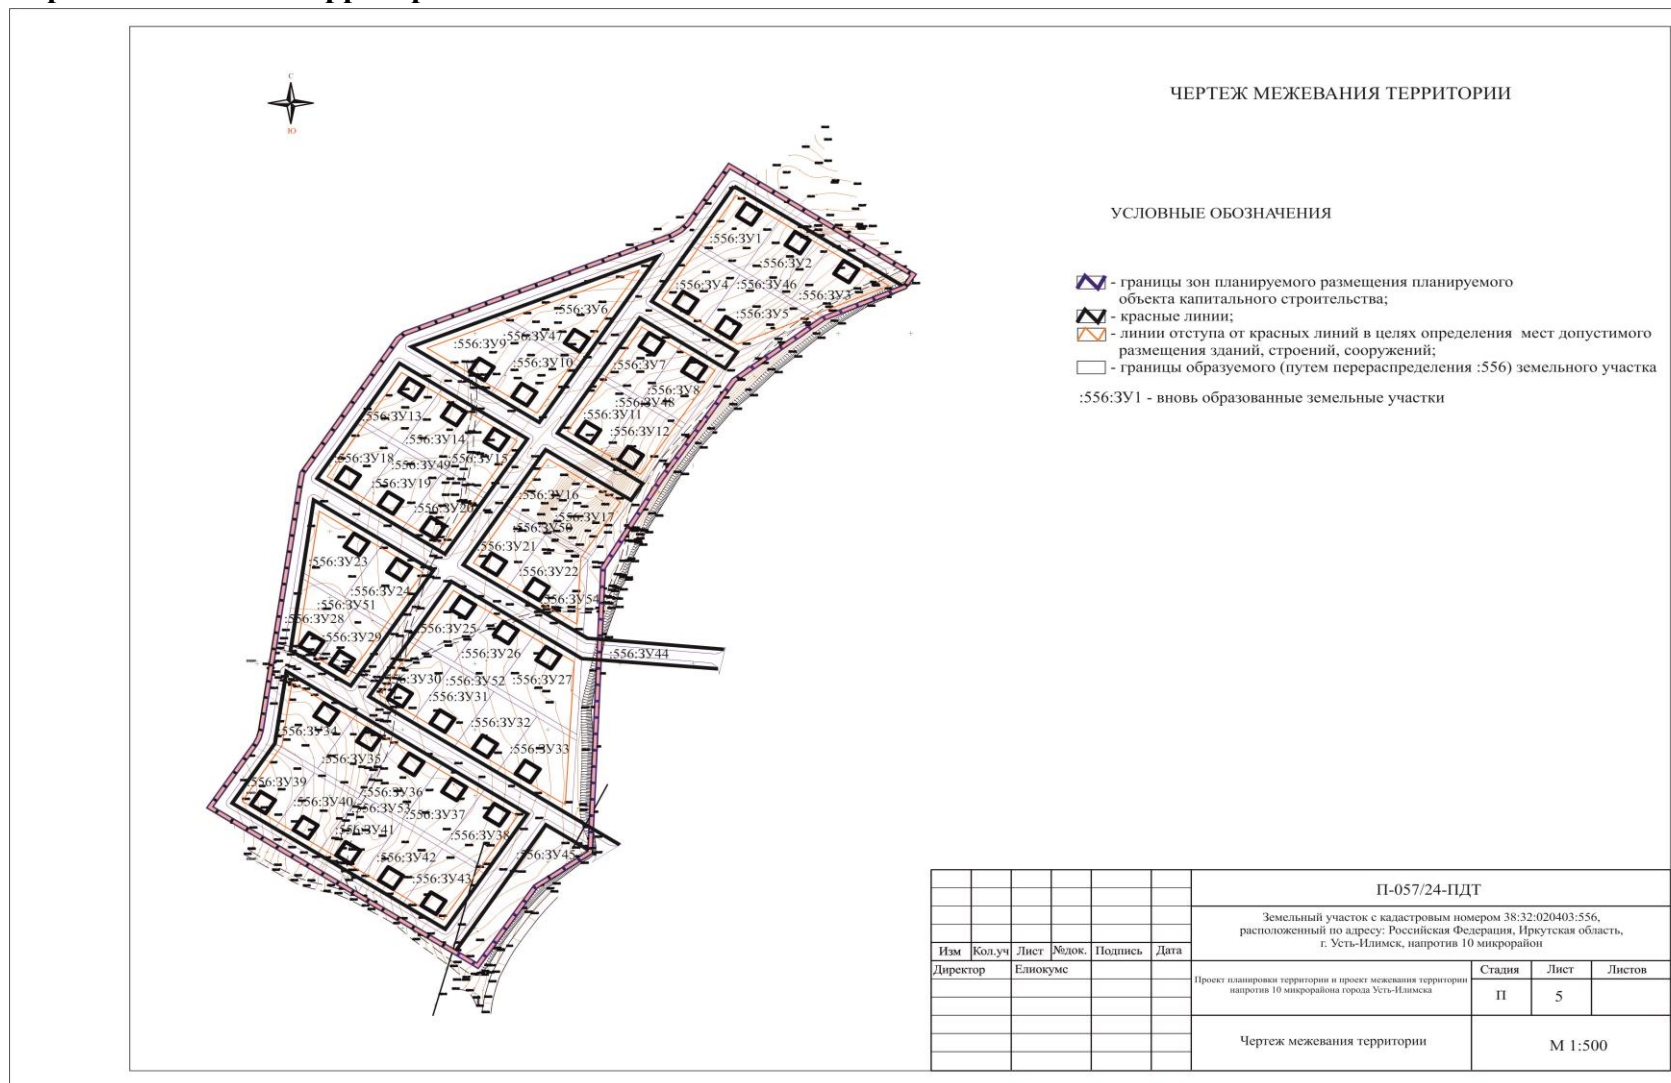 С
Ю
ЧЕРТЕЖ МЕЖЕВАНИЯ ТЕРРИТОРИИ
УСЛОВНЫЕ ОБОЗНАЧЕНИЯ
- границы зон планируемого размещения планируемого
объекта капитального строительства;
- красные линии;
- линии отступа от красных линий в целях определения мест допустимого
размещения зданий, строений, сооружений;
- границы образуемого (путем перераспределения :556) земельного участка
:556:ЗУ1 - вновь образованные земельные участки
:556:ЗУ1
:556:ЗУ2
:556:ЗУ4
:556:ЗУ46
:556:ЗУ3
:556:ЗУ5
:556:ЗУ6
:556:ЗУ47
:556:ЗУ9
:556:ЗУ10
:556:ЗУ7
:556:ЗУ8
:556:ЗУ48
:556:ЗУ11
:556:ЗУ12
:556:ЗУ13
:556:ЗУ14
:556:ЗУ15
:556:ЗУ18
:556:ЗУ49
:556:ЗУ19
:556:ЗУ20
:556:ЗУ16
:556:ЗУ17
:556:ЗУ50
:556:ЗУ21
:556:ЗУ22
:556:ЗУ54
:556:ЗУ23
:556:ЗУ24
:556:ЗУ51
:556:ЗУ28
:556:ЗУ29
:556:ЗУ25
:556:ЗУ26
:556:ЗУ44
:556:ЗУ30
:556:ЗУ52
:556:ЗУ27
:556:ЗУ31
:556:ЗУ32
:556:ЗУ33
:556:ЗУ34
:556:ЗУ35
:556:ЗУ39
:556:ЗУ36
:556:ЗУ40
:556:ЗУ53
:556:ЗУ37
:556:ЗУ41
:556:ЗУ38
:556:ЗУ42
:556:ЗУ45
:556:ЗУ43
П-057/24-ПДТ
Земельный участок с кадастровым номером 38:32:020403:556,
расположенный по адресу: Российская Федерация, Иркутская область,
г. Усть-Илимск, напротив 10 микрорайон
Изм Кол.уч Лист №док. Подпись Дата
Директор Елиокумс
Проект планировки территории и проект межевания территории
напротив 10 микрорайона города Усть-Илимска
Стадия Лист Листов
П 5
Чертеж межевания территории
М 1:500